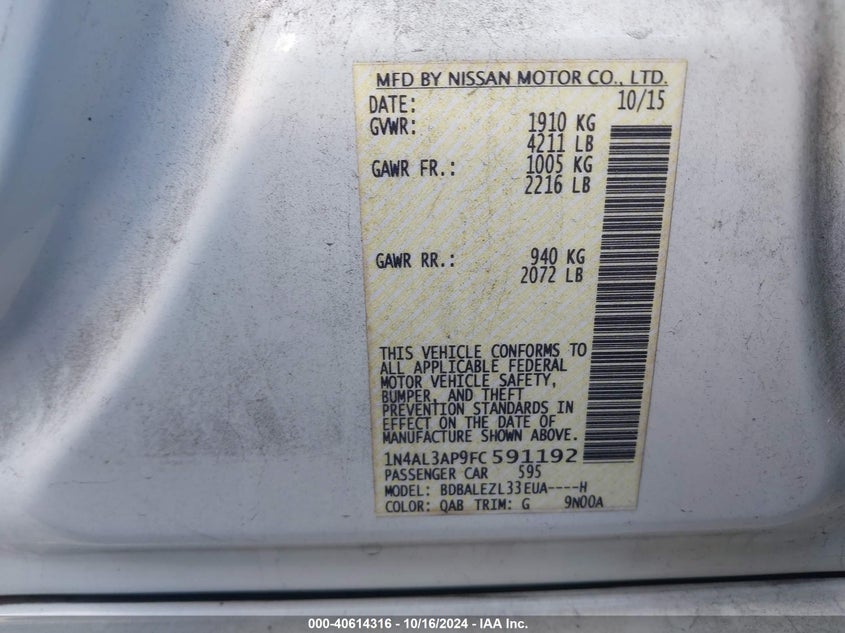 MFD BY NISSAN MOTOR CO., LTD.
DATE: 10/15
GVWR: 1910 KG
4211 LB
GAWR FR.: 1005 KG
2216 LB
GAWR RR.: 940 KG
2072 LB
THIS VEHICLE CONFORMS TO
ALL APPLICABLE FEDERAL
MOTOR VEHICLE SAFETY,
BUMPER, AND THEFT
PREVENTION STANDARDS IN
EFFECT ON THE DATE OF
MANUFACTURE SHOWN ABOVE.
1N4AL3AP9FC 591192
PASSENGER CAR 595
MODEL: BDBALEZL33EUA----H
COLOR: QAB TRIM: G 9N00A
000-40614316 - 10/16/2024 - IAA Inc.